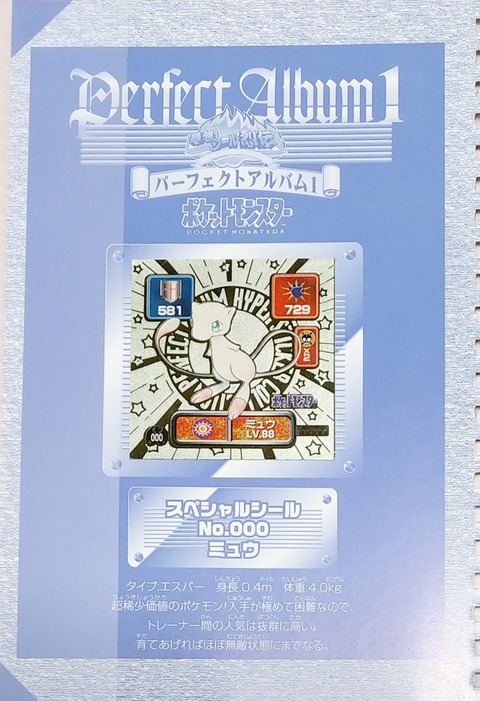 Perfect Album 1
パーフェクトアルバム1
ポケットモンスター
POCKET MONSTERS
581
729
X2
PERFECT
HYPER
ポケットモンスター
000
ミュウ
LV.88
スペシャルシール
No.000
ミュウ
タイプ:エスパー 身長:0.4m 体重:4.0kg
超稀少価値のポケモン!入手が極めて困難なので、
トレーナー間の人気は抜群に高い。
育てあげればほぼ無敵状態にまでなる。